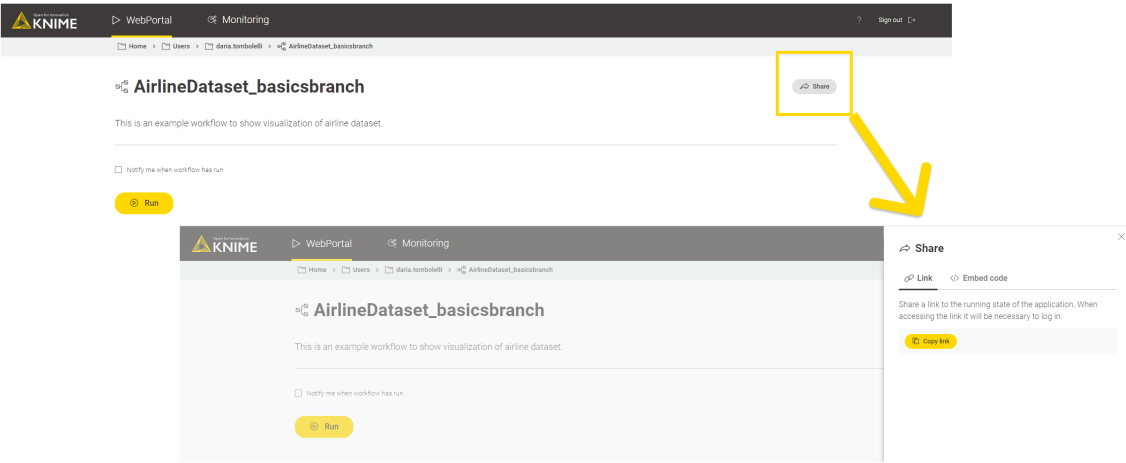 Open for Innovation
KNIME
WebPortal
Monitoring
?
Sign out
Home > Users > daria.tombolelli > AirlineDataset_basicsbranch
AirlineDataset_basicsbranch
Share
This is an example workflow to show visualization of airline dataset.
Notify me when workflow has run
Run
Open for Innovation
KNIME
WebPortal
Monitoring
Home > Users > daria.tombolelli > AirlineDataset_basicsbranch
AirlineDataset_basicsbranch
This is an example workflow to show visualization of airline dataset.
Notify me when workflow has run
Run
Share
Link
</> Embed code
Share a link to the running state of the application. When
accessing the link it will be necessary to log in.
Copy link